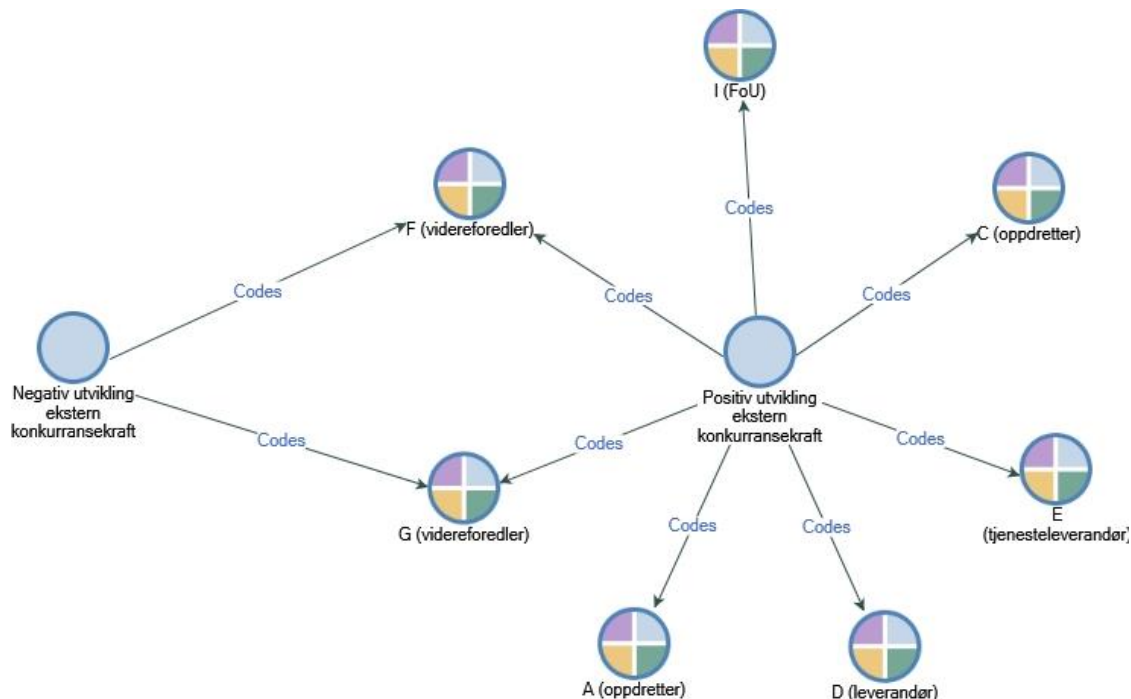 I (FoU)
F (videreforedler)
Codes
C (oppdretter)
Codes
Codes
Codes
Negativ utvikling
ekstern
konkurransekraft
Positiv utvikling
ekstern
konkurransekraft
Codes
Codes
Codes
G (videreforedler)
E
(tjenesteleverandør)
Codes
Codes
A (oppdretter)
D (leverandør)